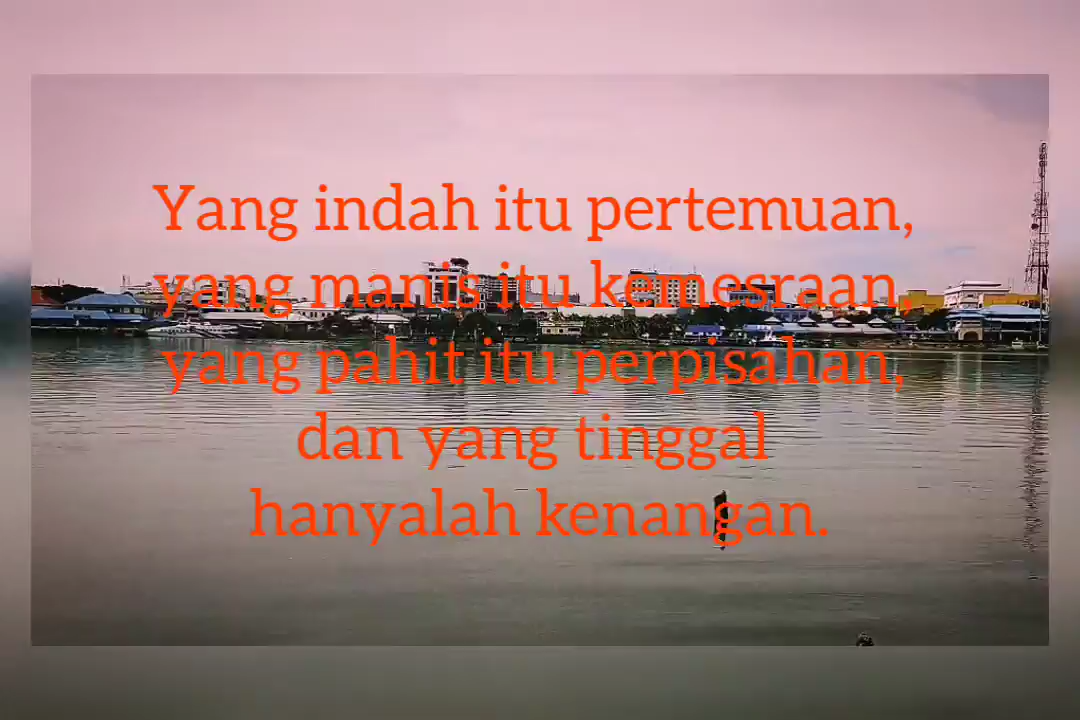 Yang indah itu pertemuan,
yang manis itu kemesraan,
yang pahit itu perpisahan,
dan yang tinggal
hanyalah kenangan.